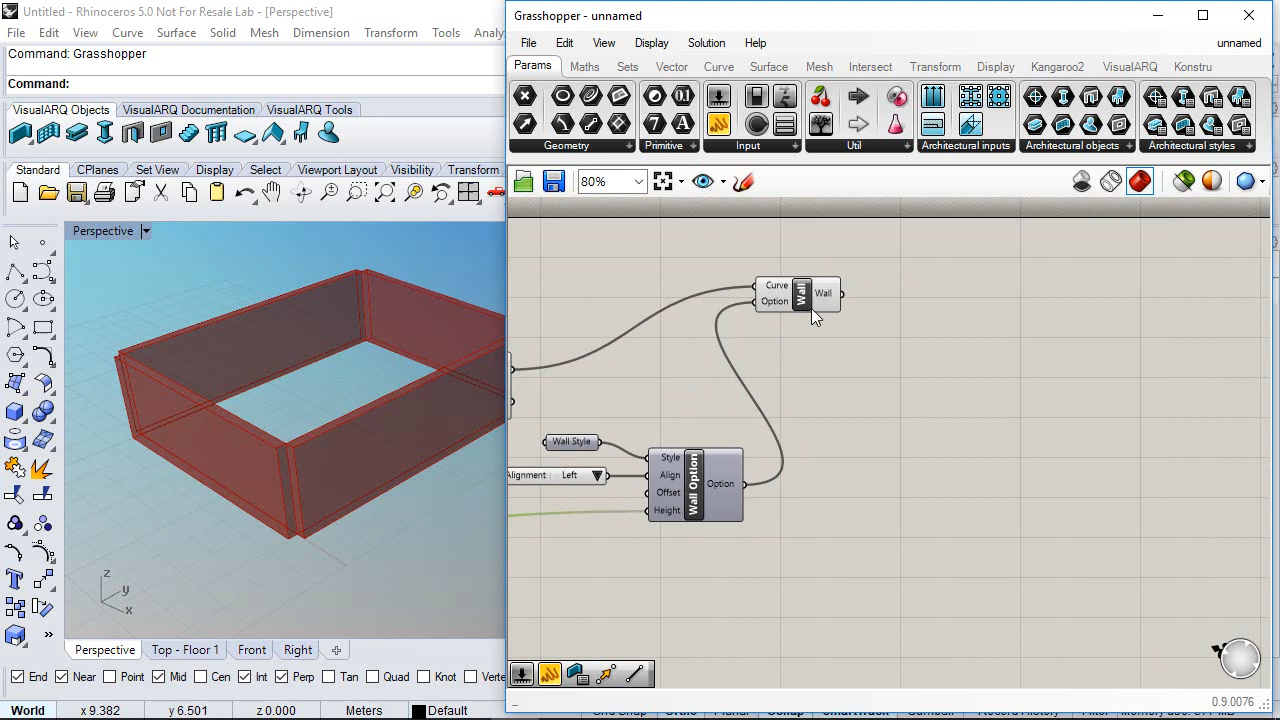 Untitled - Rhinoceros 5.0 Not For Resale Lab - [Perspective]
File Edit View Curve Surface Solid Mesh Dimension Transform Tools
Command: Grasshopper
Command:
VisualARQ Objects VisualARQ Documentation VisualARQ Tools
Standard CPlanes Set View Display Select Viewport Layout Visibility Transform
Perspective
z
y
x
Perspective Top - Floor 1 Front Right
End Near Point Mid Cen Int Perp Tan Quad Knot
World x 9.382 y 6.501 z 0.000 Meters Default
Grasshopper - unnamed
File Edit View Display Solution Help unnamed
Params Maths Sets Vector Curve Surface Mesh Intersect Transform Display Kangaroo2 VisualARQ Konstru
Geometry Primitive Input Util Architectural inputs Architectural objects Architectural styles
80%
Curve
Option
Wall
Wall
Wall Style
Alignment Left
Style
Align
Offset
Height
Wall Option
Option
...
0.9.0076